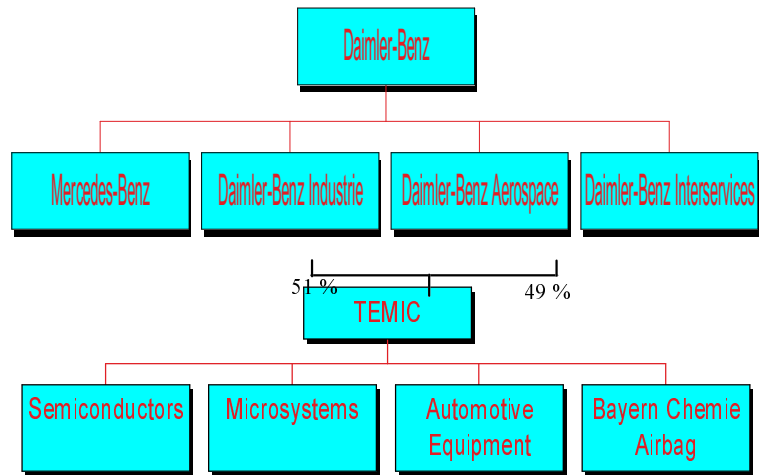 Daimler-Benz
Mercedes-Benz
Daimler-Benz Industrie
Daimler-Benz Aerospace
Daimler-Benz Interservices
51 %
49 %
TEMIC
Semiconductors
Microsystems
Automotive
Equipment
Bayern Chemie
Airbag